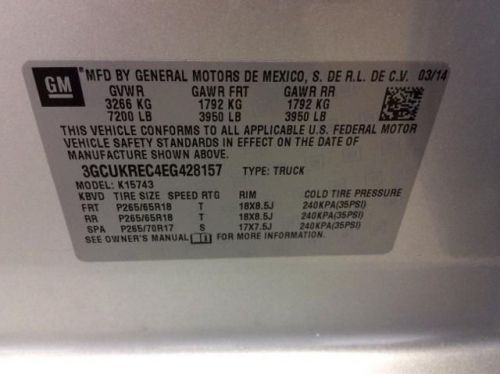 GM MFD BY GENERAL MOTORS DE MEXICO, S. DE R.L. DE C.V. 03/14
GVWR GAWR FRT GAWR RR
3266 KG 1792 KG 1792 KG
7200 LB 3950 LB 3950 LB
THIS VEHICLE CONFORMS TO ALL APPLICABLE U.S. FEDERAL MOTOR
VEHICLE SAFETY STANDARDS IN EFFECT ON THE DATE OF
MANUFACTURE SHOWN ABOVE.
3GCUKREC4EG428157 TYPE: TRUCK
MODEL: K15743
KBVD TIRE SIZE SPEED RTG RIM COLD TIRE PRESSURE
FRT P265/65R18 T 18X8.5J 240KPA(35PSI)
RR P265/65R18 T 18X8.5J 240KPA(35PSI)
SPA P265/70R17 S 17X7.5J 240KPA(35PSI)
SEE OWNER'S MANUAL FOR MORE INFORMATION.